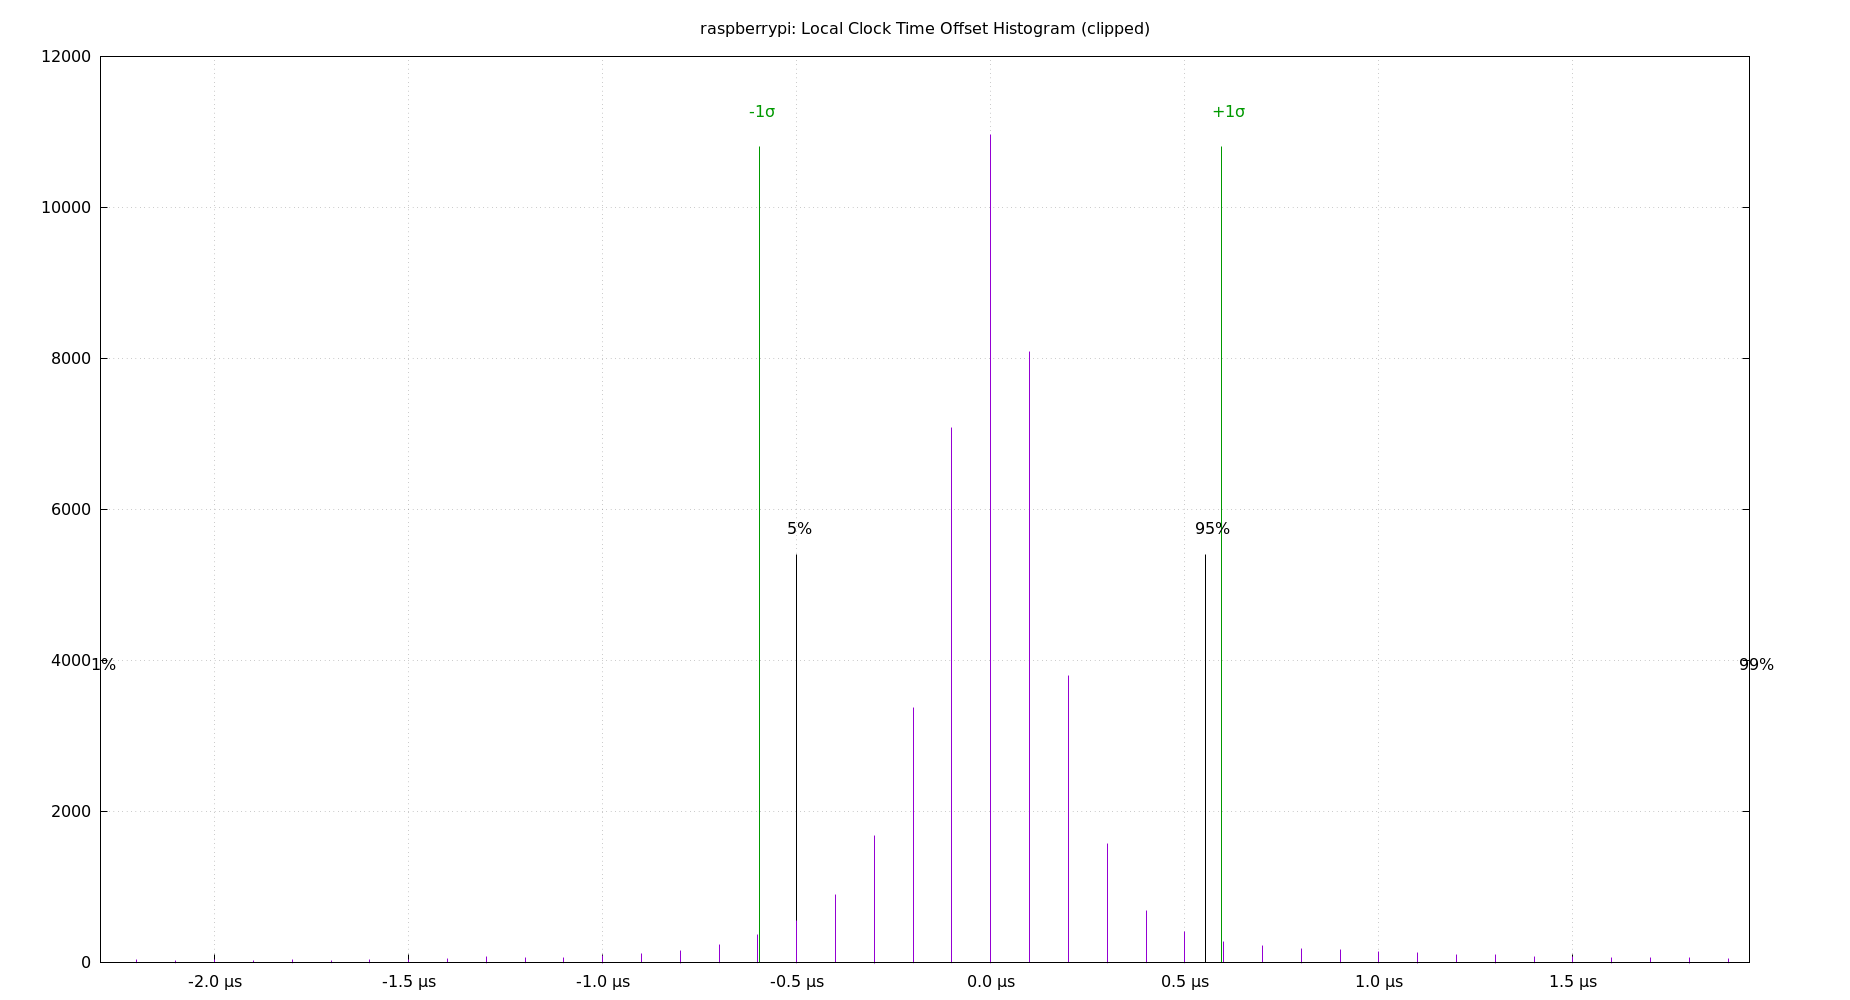 raspberrypi: Local Clock Time Offset Histogram (clipped)
12000
-1σ +1σ
10000
8000
6000
5% 95%
4000 1% 99%
2000
0
-2.0 µs -1.5 µs -1.0 µs -0.5 µs 0.0 µs 0.5 µs 1.0 µs 1.5 µs